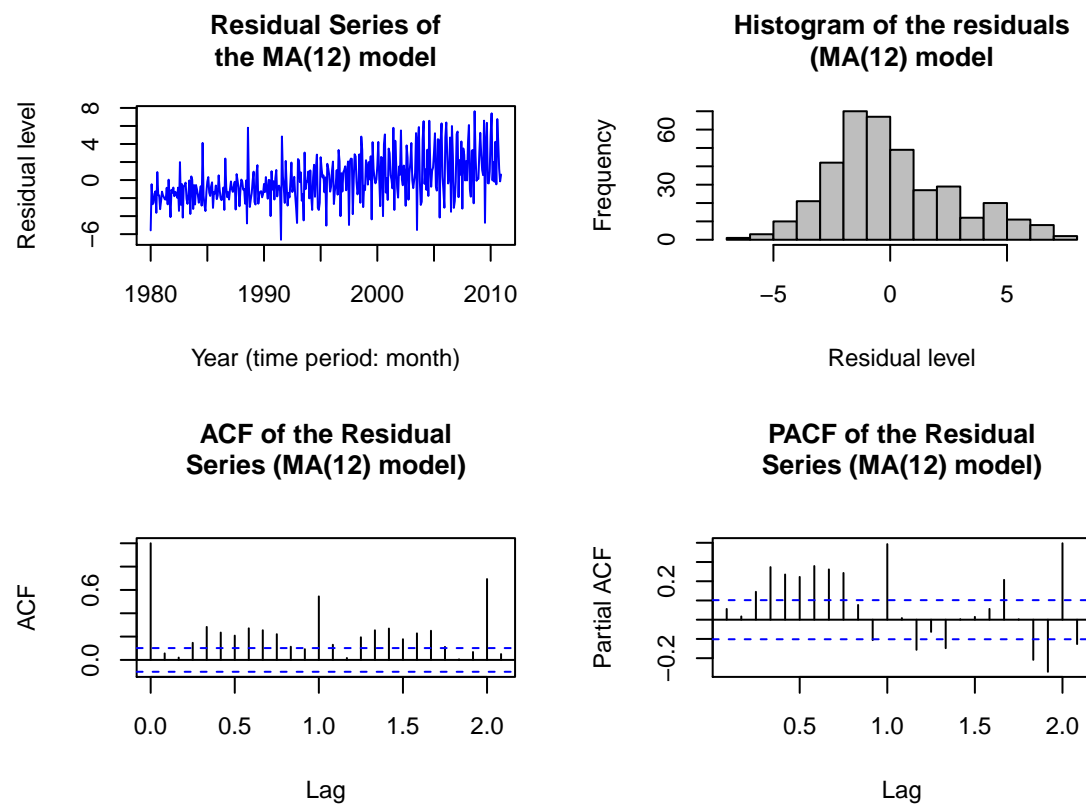 Residual Series of
the MA(12) model
Residual level
8
4
0
−6
1980 1990 2000 2010
Year (time period: month)
Histogram of the residuals
(MA(12) model
Frequency
60
30
0
−5 0 5
Residual level
ACF of the Residual
Series (MA(12) model)
ACF
0.6
0.0
0.0 0.5 1.0 1.5 2.0
Lag
PACF of the Residual
Series (MA(12) model)
Partial ACF
0.2
−0.2
0.5 1.0 1.5 2.0
Lag